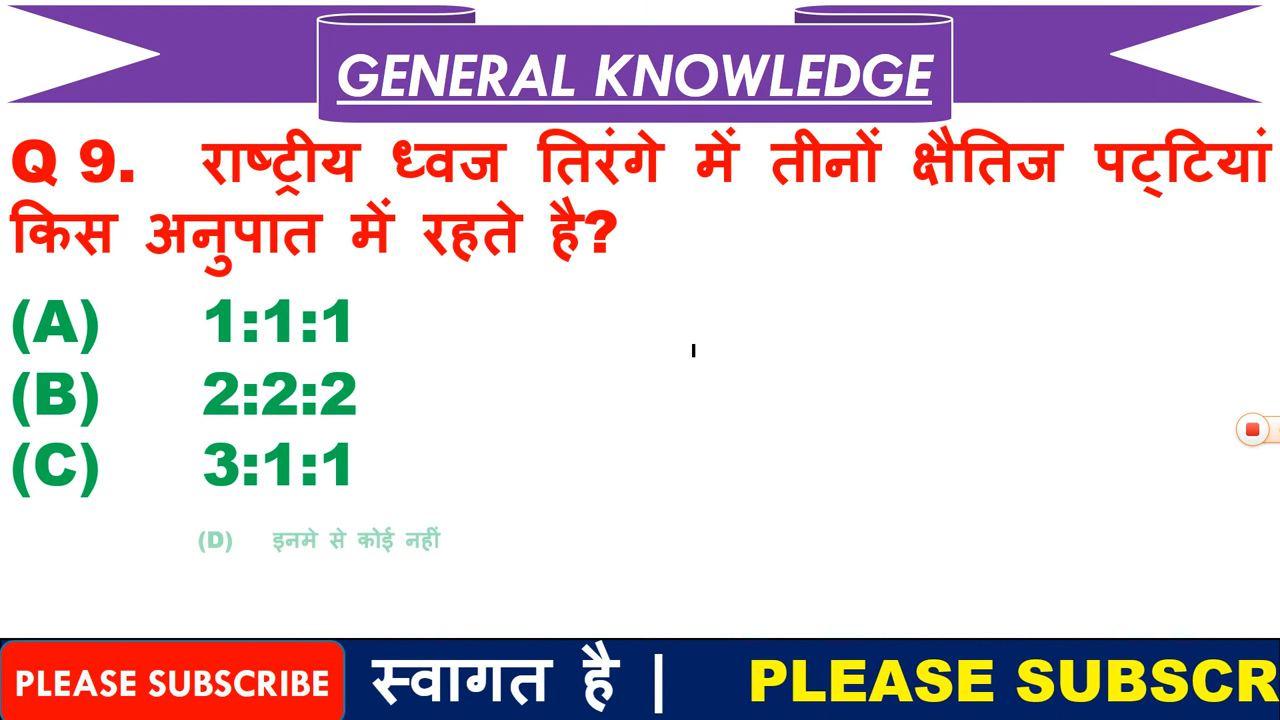 GENERAL KNOWLEDGE
Q 9. राष्ट्रीय ध्वज तिरंगे में तीनों क्षैतिज पट्टियां
किस अनुपात में रहते है?
(A) 1:1:1
(B) 2:2:2
(C) 3:1:1
(D) इनमे से कोई नहीं
PLEASE SUBSCRIBE स्वागत है | PLEASE SUBSCR